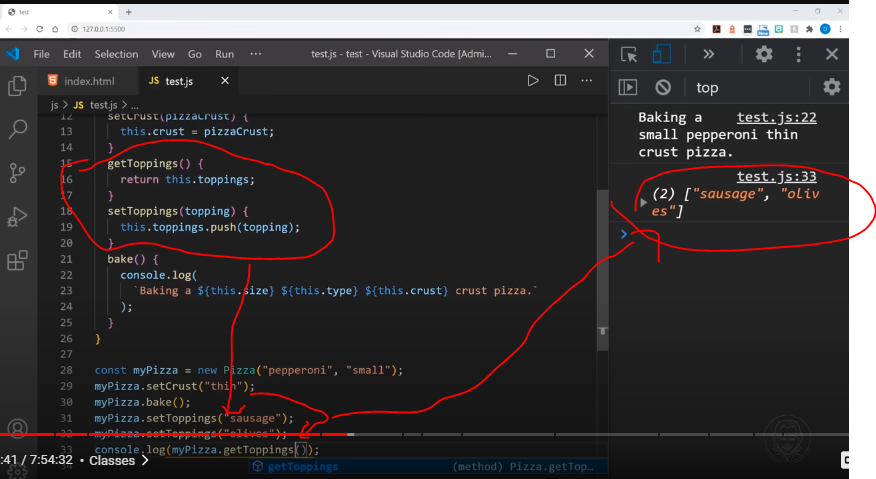 test
127.0.0.1:5500
File Edit Selection View Go Run ··· test.js - test - Visual Studio Code [Admi...
index.html JS test.js
js > JS test.js > ...
12 setCrust(pizzaCrust) {
13 this.crust = pizzaCrust;
14 }
15 getToppings() {
16 return this.toppings;
17 }
18 setToppings(topping) {
19 this.toppings.push(topping);
20 }
21 bake() {
22 console.log(
23 `Baking a ${this.size} ${this.type} ${this.crust} crust pizza.`
24 );
25 }
26 }
27
28 const myPizza = new Pizza("pepperoni", "small");
29 myPizza.setCrust("thin");
30 myPizza.bake();
31 myPizza.setToppings("sausage");
32 myPizza.setToppings("olives");
33 console.log(myPizza.getToppings());
getToppings (method) Pizza.getTop...
:41 / 7:54:32 • Classes >
top
Baking a test.js:22
small pepperoni thin
crust pizza.
test.js:33
(2) ["sausage", "oliv
es"]